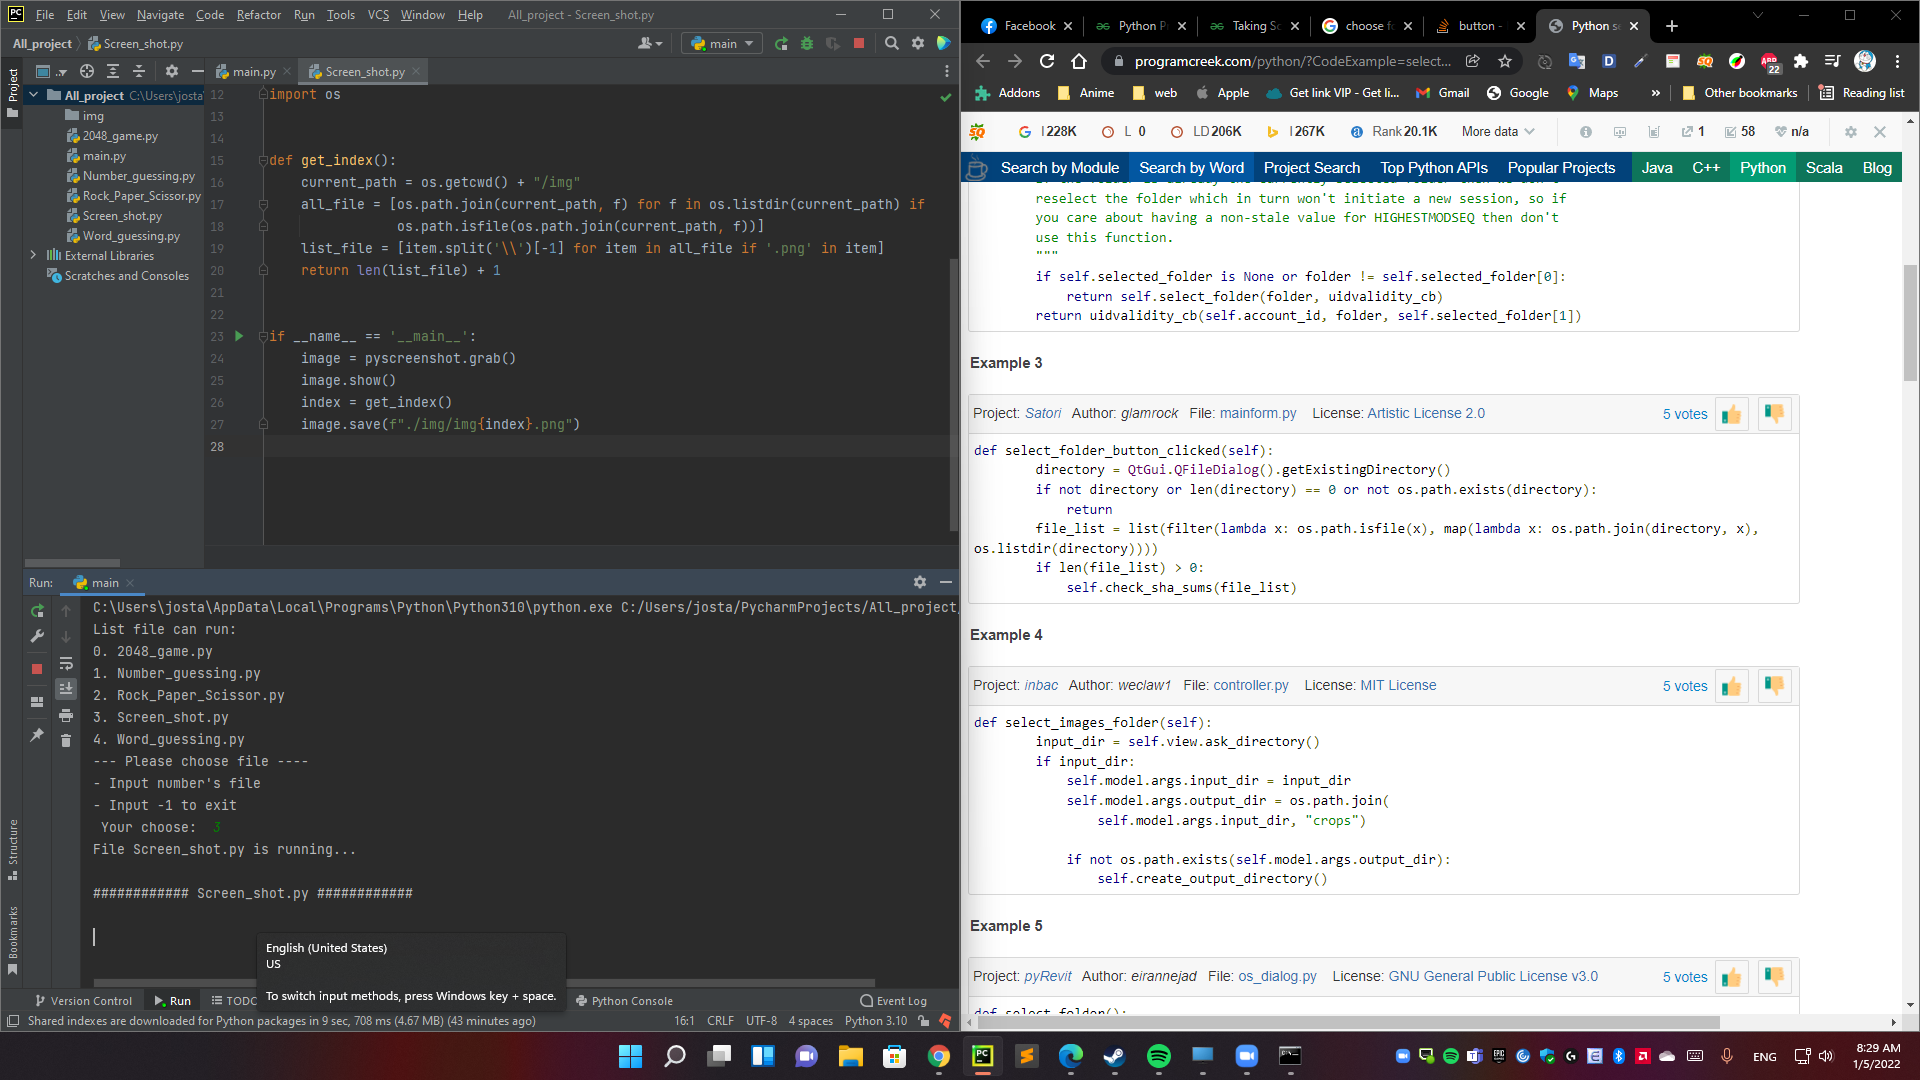 File Edit View Navigate Code Refactor Run Tools VCS Window Help All_project - Screen_shot.py
All_project Screen_shot.py
main
Project
main.py Screen_shot.py
All_project C:\Users\josta
img
2048_game.py
main.py
Number_guessing.py
Rock_Paper_Scissor.py
Screen_shot.py
Word_guessing.py
External Libraries
Scratches and Consoles
12 import os
13
14
15 def get_index():
16 current_path = os.getcwd() + "/img"
17 all_file = [os.path.join(current_path, f) for f in os.listdir(current_path) if
18 os.path.isfile(os.path.join(current_path, f))]
19 list_file = [item.split('\\')[-1] for item in all_file if '.png' in item]
20 return len(list_file) + 1
21
22
23 if __name__ == '__main__':
24 image = pyscreenshot.grab()
25 image.show()
26 index = get_index()
27 image.save(f"./img/img{index}.png")
28
Run: main
C:\Users\josta\AppData\Local\Programs\Python\Python310\python.exe C:/Users/josta/PycharmProjects/All_project
List file can run:
0. 2048_game.py
1. Number_guessing.py
2. Rock_Paper_Scissor.py
3. Screen_shot.py
4. Word_guessing.py
--- Please choose file ----
- Input number's file
- Input -1 to exit
Your choose: 3
File Screen_shot.py is running...
############ Screen_shot.py ############
Structure
Bookmarks
English (United States)
US
To switch input methods, press Windows key + space.
Version Control Run TODO Python Console Event Log
Shared indexes are downloaded for Python packages in 9 sec, 708 ms (4.67 MB) (43 minutes ago) 16:1 CRLF UTF-8 4 spaces Python 3.10
Facebook Python P Taking Sc choose fo button - Python se
programcreek.com/python/?CodeExample=select...
22
Addons Anime web Apple Get link VIP - Get li... Gmail Google Maps » Other bookmarks Reading list
I 228K L 0 LD 206K I 267K Rank 20.1K More data 1 58 n/a
Search by Module Search by Word Project Search Top Python APIs Popular Projects Java C++ Python Scala Blog
reselect the folder which in turn won't initiate a new session, so if
you care about having a non-stale value for HIGHESTMODSEQ then don't
use this function.
"""
if self.selected_folder is None or folder != self.selected_folder[0]:
return self.select_folder(folder, uidvalidity_cb)
return uidvalidity_cb(self.account_id, folder, self.selected_folder[1])
Example 3
Project: Satori Author: glamrock File: mainform.py License: Artistic License 2.0 5 votes
def select_folder_button_clicked(self):
directory = QtGui.QFileDialog().getExistingDirectory()
if not directory or len(directory) == 0 or not os.path.exists(directory):
return
file_list = list(filter(lambda x: os.path.isfile(x), map(lambda x: os.path.join(directory, x),
os.listdir(directory))))
if len(file_list) > 0:
self.check_sha_sums(file_list)
Example 4
Project: inbac Author: weclaw1 File: controller.py License: MIT License 5 votes
def select_images_folder(self):
input_dir = self.view.ask_directory()
if input_dir:
self.model.args.input_dir = input_dir
self.model.args.output_dir = os.path.join(
self.model.args.input_dir, "crops")
if not os.path.exists(self.model.args.output_dir):
self.create_output_directory()
Example 5
Project: pyRevit Author: eirannejad File: os_dialog.py License: GNU General Public License v3.0 5 votes
def select_folder():
ENG
8:29 AM
1/5/2022